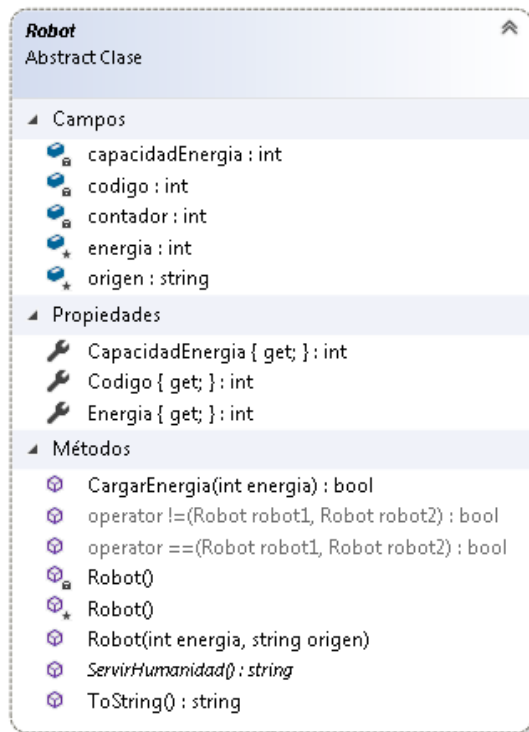 Robot
Abstract Clase
Campos
capacidadEnergia : int
codigo : int
contador : int
energia : int
origen : string
Propiedades
CapacidadEnergia { get; } : int
Codigo { get; } : int
Energia { get; } : int
Métodos
CargarEnergia(int energia) : bool
operator !=(Robot robot1, Robot robot2) : bool
operator ==(Robot robot1, Robot robot2) : bool
Robot()
Robot()
Robot(int energia, string origen)
ServirHumanidad() : string
ToString() : string